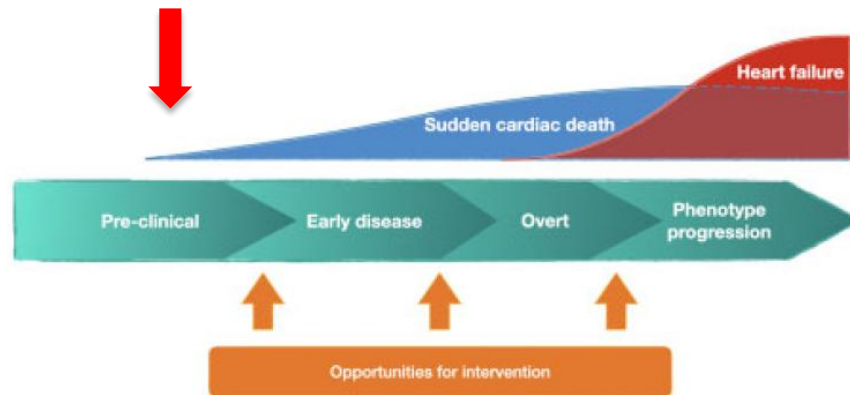 Heart failure
Sudden cardiac death
Pre-clinical
Early disease
Overt
Phenotype
progression
Opportunities for intervention